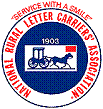 "SERVICE WITH A SMILE"
NATIONAL RURAL LETTER CARRIERS' ASSOCIATION
1903